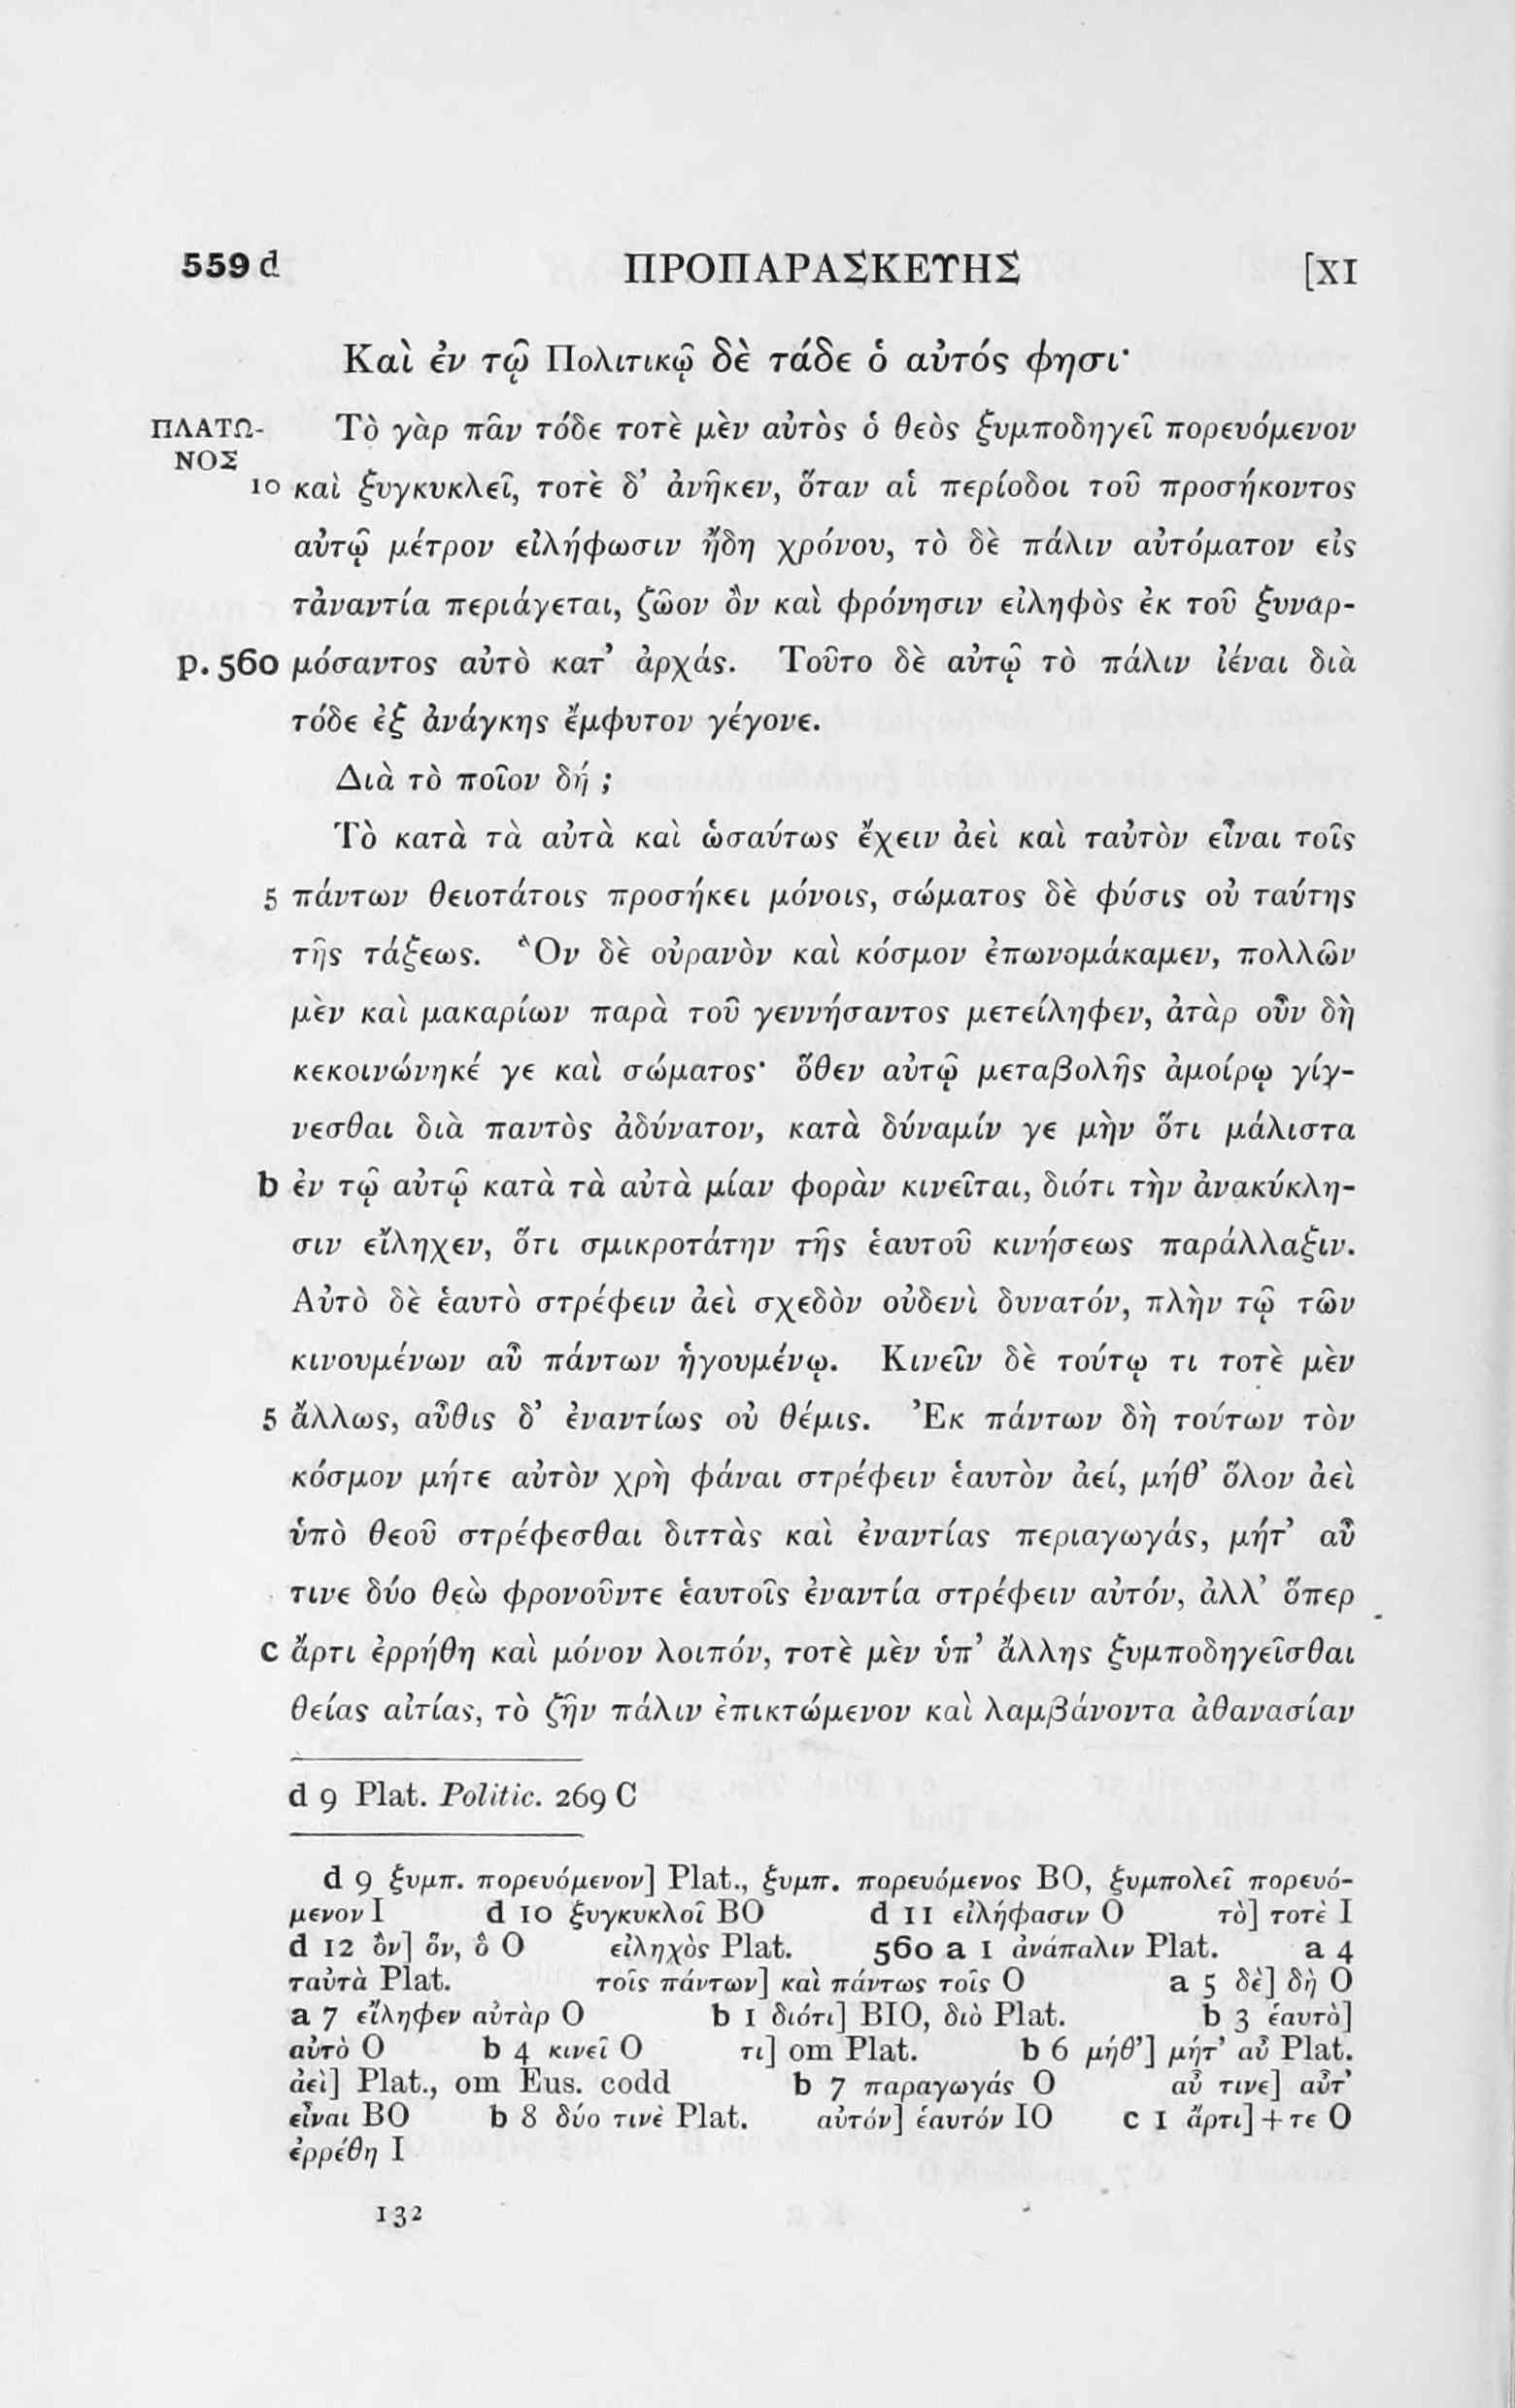 559 d ΠΡΟΠΑΡΑΣΚΕΥΗΣ [XI
Καὶ ἐν τῷ Πολιτικῷ δὲ τάδε ὁ αὐτός φησι·
ΠΛΑΤΩ- Τὸ γὰρ πᾶν τόδε τοτὲ μὲν αὐτὸς ὁ θεὸς ξυμποδηγεῖ πορευόμενον
ΝΟΣ
10 καὶ ξυγκυκλεῖ, τοτὲ δ’ ἀνῆκεν, ὅταν αἱ περίοδοι τοῦ προσήκοντος
αὐτῷ μέτρον εἰλήφωσιν ἤδη χρόνου, τὸ δὲ πάλιν αὐτόματον εἰς
τἀναντία περιάγεται, ζῶον ὂν καὶ φρόνησιν εἰληφὸς ἐκ τοῦ ξυναρ-
p. 560 μόσαντος αὐτὸ κατ’ ἀρχάς. Τοῦτο δὲ αὐτῷ τὸ πάλιν ἰέναι διὰ
τόδε ἐξ ἀνάγκης ἔμφυτον γέγονε.
Διὰ τὸ ποῖον δή ;
Τὸ κατὰ τὰ αὐτὰ καὶ ὡσαύτως ἔχειν ἀεὶ καὶ ταὐτὸν εἶναι τοῖς
5 πάντων θειοτάτοις προσήκει μόνοις, σώματος δὲ φύσις οὐ ταύτης
τῆς τάξεως. Ὃν δὲ οὐρανὸν καὶ κόσμον ἐπωνομάκαμεν, πολλῶν
μὲν καὶ μακαρίων παρὰ τοῦ γεννήσαντος μετείληφεν, ἀτὰρ οὖν δὴ
κεκοινώνηκέ γε καὶ σώματος· ὅθεν αὐτῷ μεταβολῆς ἀμοίρῳ γίγ-
νεσθαι διὰ παντὸς ἀδύνατον, κατὰ δύναμίν γε μὴν ὅτι μάλιστα
b ἐν τῷ αὐτῷ κατὰ τὰ αὐτὰ μίαν φορὰν κινεῖται, διότι τὴν ἀνακύκλη-
σιν εἴληχεν, ὅτι σμικροτάτην τῆς ἑαυτοῦ κινήσεως παράλλαξιν.
Αὐτὸ δὲ ἑαυτὸ στρέφειν ἀεὶ σχεδὸν οὐδενὶ δυνατόν, πλὴν τῷ τῶν
κινουμένων αὖ πάντων ἡγουμένῳ. Κινεῖν δὲ τούτῳ τι τοτὲ μὲν
5 ἄλλως, αὖθις δ’ ἐναντίως οὐ θέμις. Ἐκ πάντων δὴ τούτων τὸν
κόσμον μήτε αὐτὸν χρὴ φάναι στρέφειν ἑαυτὸν ἀεί, μήθ’ ὅλον ἀεὶ
ὑπὸ θεοῦ στρέφεσθαι διττὰς καὶ ἐναντίας περιαγωγάς, μήτ’ αὖ
τινε δύο θεὼ φρονοῦντε ἑαυτοῖς ἐναντία στρέφειν αὐτόν, ἀλλ’ ὅπερ
c ἄρτι ἐρρήθη καὶ μόνον λοιπόν, τοτὲ μὲν ὑπ’ ἄλλης ξυμποδηγεῖσθαι
θείας αἰτίας, τὸ ζῆν πάλιν ἐπικτώμενον καὶ λαμβάνοντα ἀθανασίαν
d 9 Plat. Politic. 269 C
d 9 ξυμπ. πορευόμενον] Plat., ξυμπ. πορευόμενος BO, ξυμπολεῖ πορευό-
μενον I d 10 ξυγκυκλοῖ BO d 11 εἰλήφασιν O τὸ] τοτὲ I
d 12 ὂν] ὅν, ὃ O εἰληχὸς Plat. 560 a 1 ἀνάπαλιν Plat. a 4
ταὐτὰ Plat. τοῖς πάντων] καὶ πάντως τοῖς O a 5 δὲ] δὴ O
a 7 εἴληφεν αὐτὰρ O b 1 διότι] BIO, διὸ Plat. b 3 ἑαυτὸ]
αὐτὸ O b 4 κινεῖ O τι] om Plat. b 6 μήθ’] μήτ’ αὖ Plat.
ἀεὶ] Plat., om Eus. codd b 7 παραγωγάς O αὖ τινε] αὖτ’
εἶναι BO b 8 δύο τινὲ Plat. αὐτόν] ἑαυτόν IO c 1 ἄρτι] + τε O
ἐρρέθη I
132